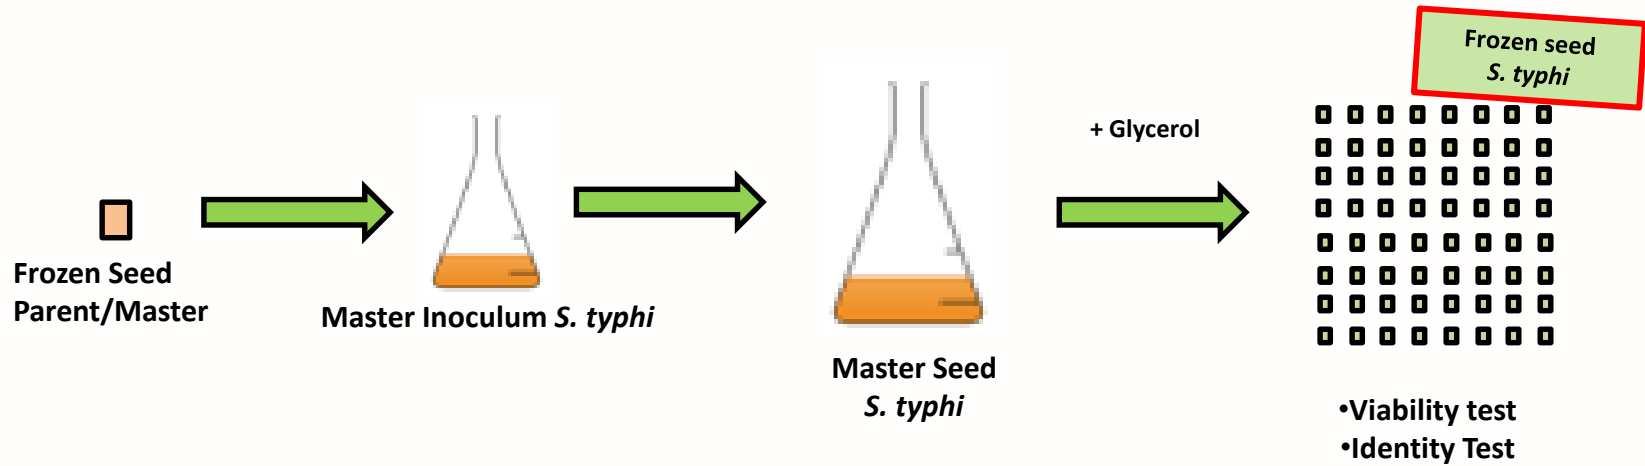 Frozen Seed
Parent/Master
Master Inoculum S. typhi
Master Seed
S. typhi
+ Glycerol
Frozen seed
S. typhi
•Viability test
•Identity Test